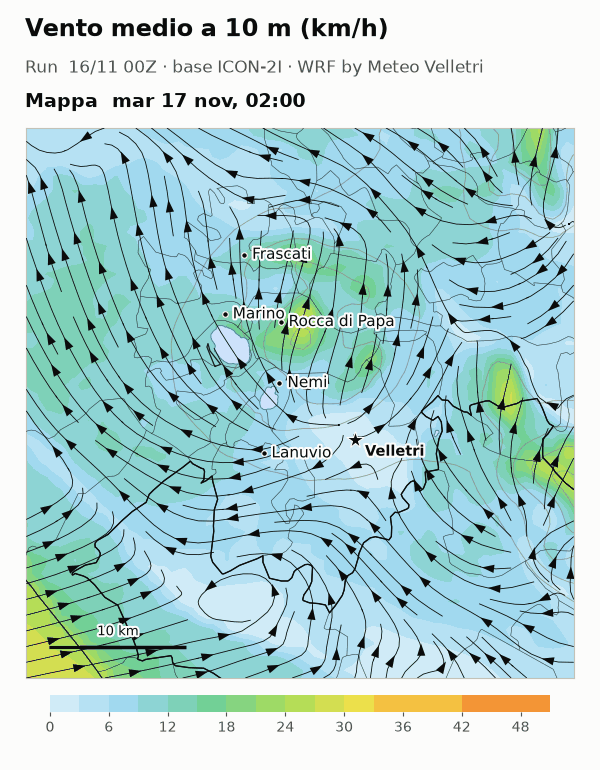 Vento medio a 10 m (km/h)
Run  16/11 00Z · base ICON-2I · WRF by Meteo Velletri
Mappa  mar 17 nov, 02:00
Frascati
Marino
Rocca di Papa
Nemi
Lanuvio
Velletri
10 km
0 6 12 18 24 30 36 42 48